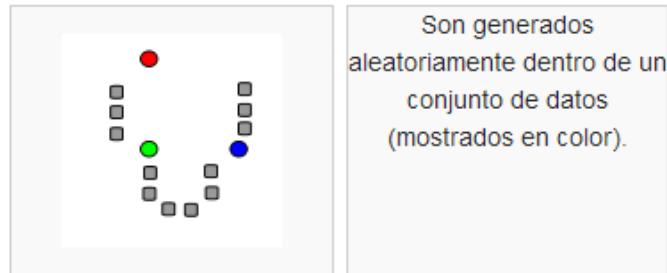 Son generados
aleatoriamente dentro de un
conjunto de datos
(mostrados en color).